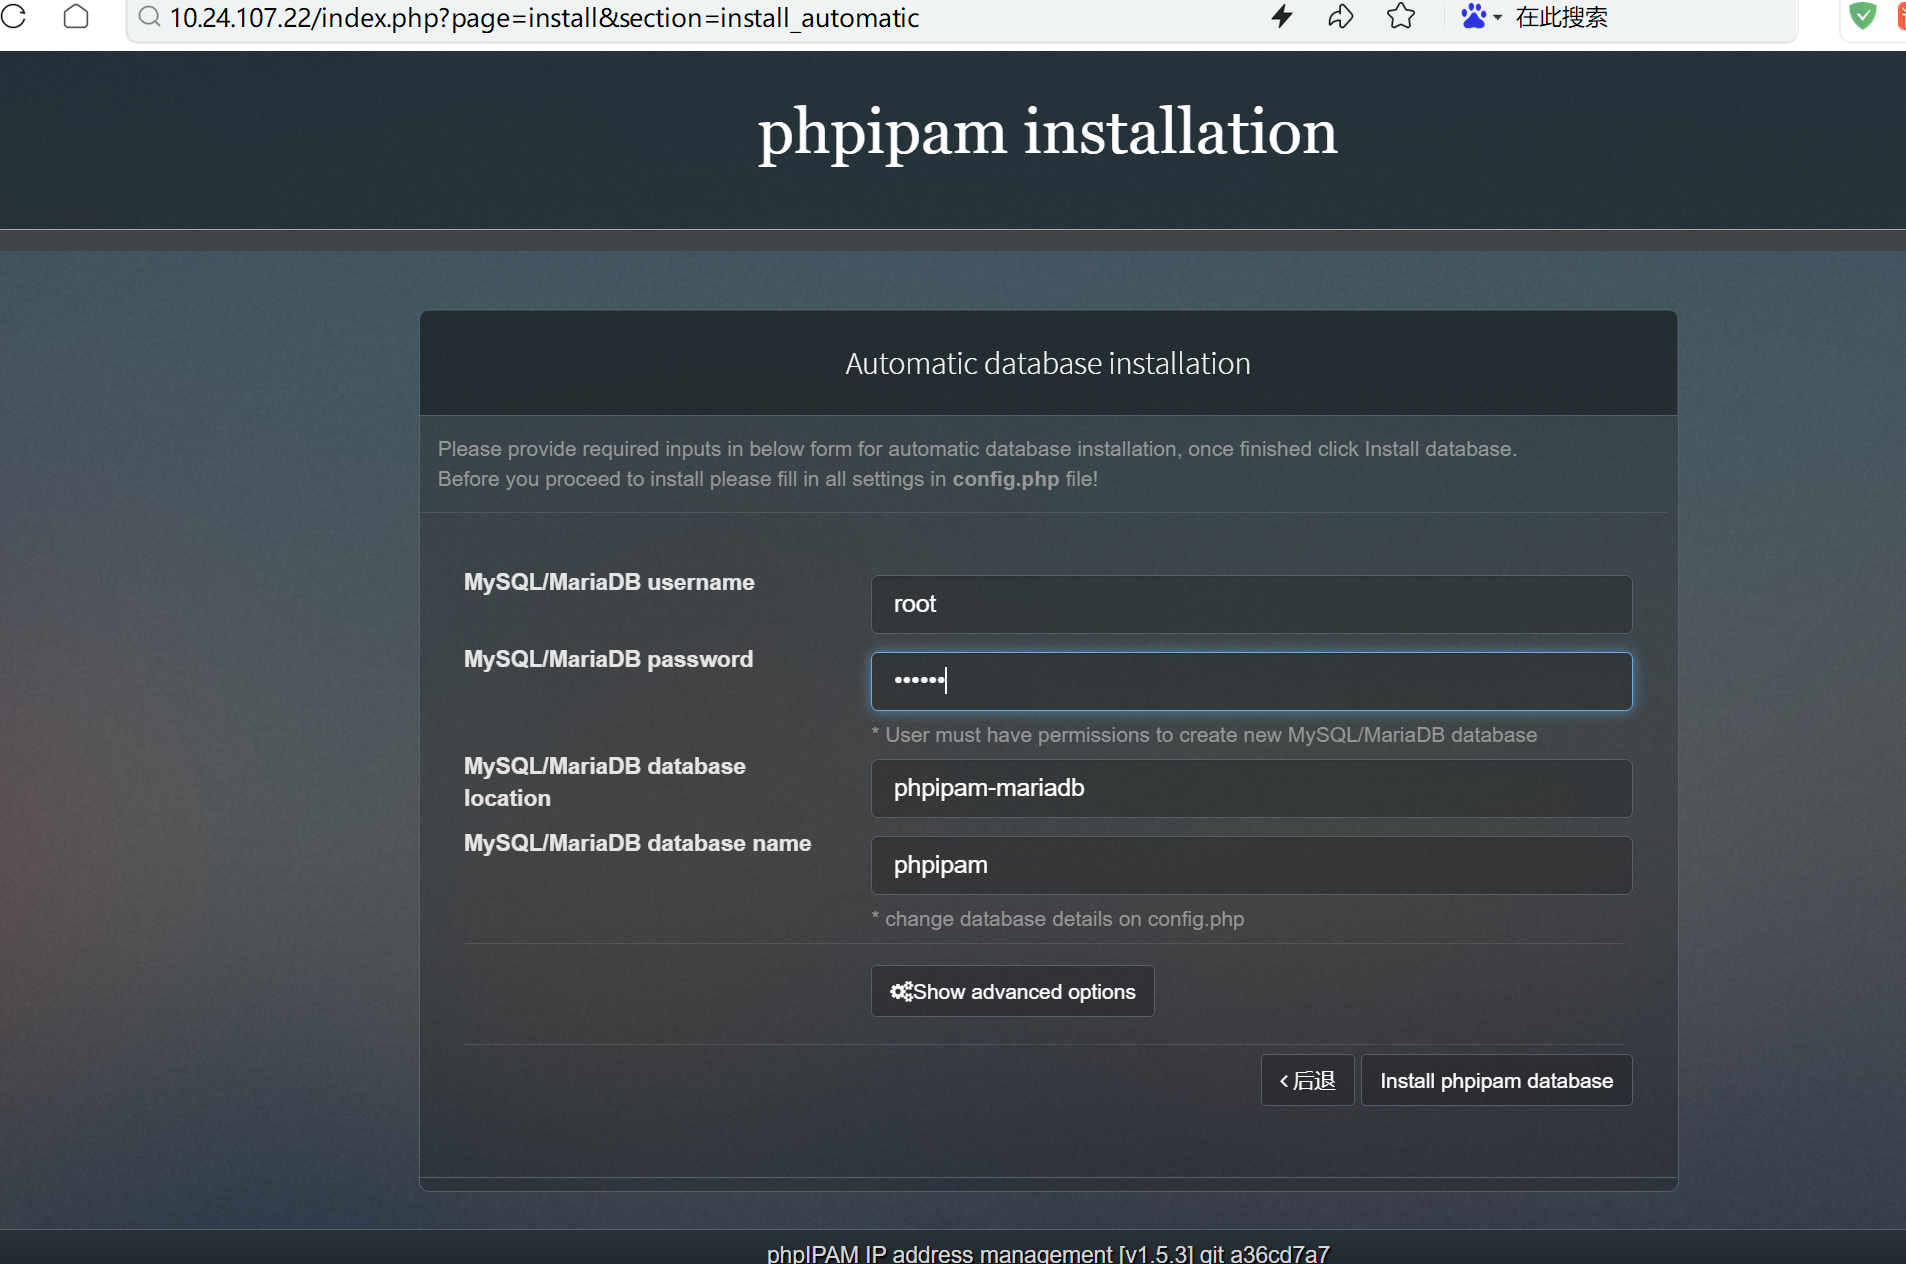 10.24.107.22/index.php?page=install&section=install_automatic
在此搜索
phpipam installation
Automatic database installation
Please provide required inputs in below form for automatic database installation, once finished click Install database.
Before you proceed to install please fill in all settings in config.php file!
MySQL/MariaDB username
root
MySQL/MariaDB password
••••••
* User must have permissions to create new MySQL/MariaDB database
MySQL/MariaDB database
location
phpipam-mariadb
MySQL/MariaDB database name
phpipam
* change database details on config.php
Show advanced options
后退
Install phpipam database
phpIPAM IP address management [v1.5.3] git a36cd7a7